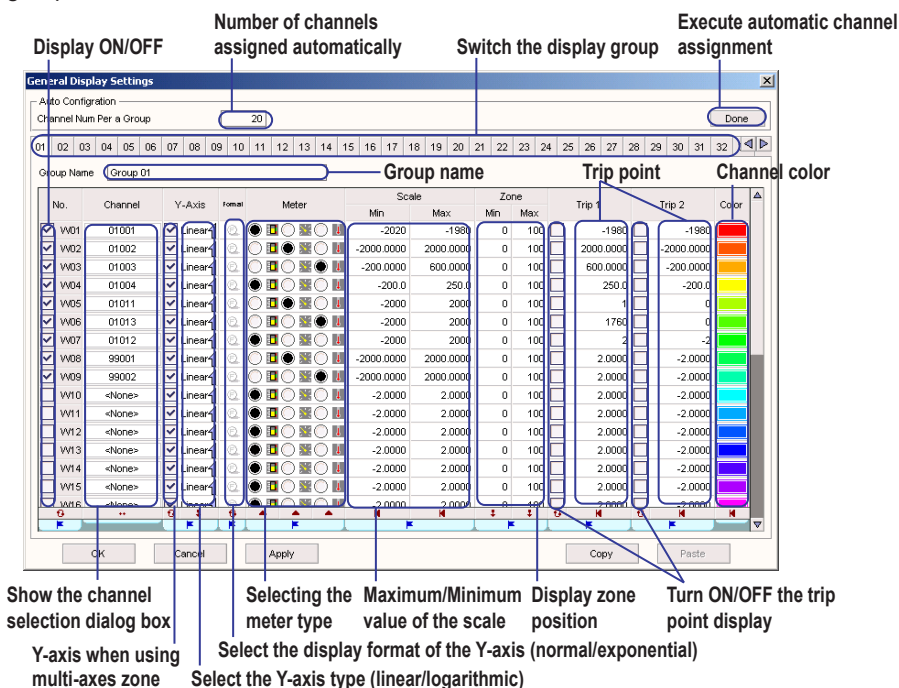 Number of channels
assigned automatically
Execute automatic channel
assignment
Display ON/OFF
Switch the display group
General Display Settings
Auto Configration
Channel Num Per a Group 20 Done
01 02 03 04 05 06 07 08 09 10 11 12 13 14 15 16 17 18 19 20 21 22 23 24 25 26 27 28 29 30 31 32
Group Name Group 01
Group name
Trip point
Channel color
No. Channel Y-Axis Format Meter Scale Zone Trip 1 Trip 2 Color
Min Max Min Max
W01 01001 Linear -2020 -1980 0 100 -1980 -1980
W02 01002 Linear -2000.0000 2000.0000 0 100 2000.0000 -2000.0000
W03 01003 Linear -200.0000 600.0000 0 100 600.0000 -200.0000
W04 01004 Linear -200.0 250.0 0 100 250.0 -200.0
W05 01011 Linear -2000 2000 0 100 1 0
W06 01013 Linear -2000 2000 0 100 1760 0
W07 01012 Linear -2000 2000 0 100 2 -2
W08 99001 Linear -2000.0000 2000.0000 0 100 2.0000 -2.0000
W09 99002 Linear -2000.0000 2000.0000 0 100 2.0000 -2.0000
W10 <None> Linear -2.0000 2.0000 0 100 2.0000 -2.0000
W11 <None> Linear -2.0000 2.0000 0 100 2.0000 -2.0000
W12 <None> Linear -2.0000 2.0000 0 100 2.0000 -2.0000
W13 <None> Linear -2.0000 2.0000 0 100 2.0000 -2.0000
W14 <None> Linear -2.0000 2.0000 0 100 2.0000 -2.0000
W15 <None> Linear -2.0000 2.0000 0 100 2.0000 -2.0000
W16 <None> Linear -2.0000 2.0000 0 100 2.0000 -2.0000
OK Cancel Apply Copy Paste
Show the channel
selection dialog box
Selecting the
meter type
Maximum/Minimum
value of the scale
Display zone
position
Turn ON/OFF the trip
point display
Y-axis when using
multi-axes zone
Select the display format of the Y-axis (normal/exponential)
Select the Y-axis type (linear/logarithmic)